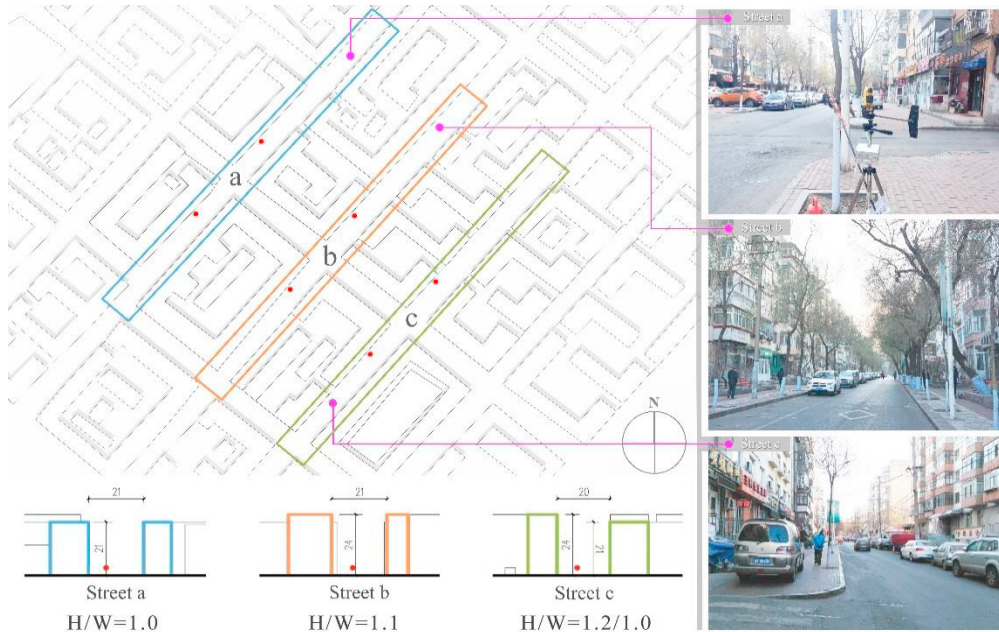 Street a
a
b
c
N
Street b
Street c
21
21
Street a
H/W=1.0
21
24
Street b
H/W=1.1
20
24
21
Street c
H/W=1.2/1.0